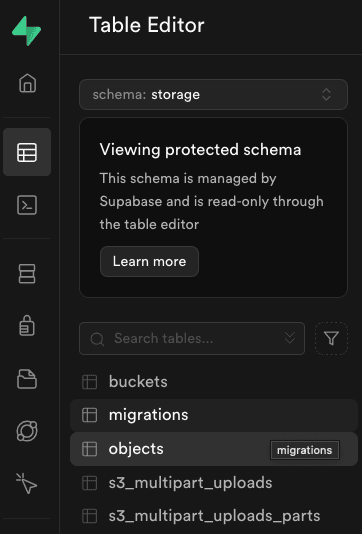 Table Editor
schema: storage
Viewing protected schema
This schema is managed by
Supabase and is read-only through
the table editor
Learn more
Search tables...
buckets
migrations
objects
migrations
s3_multipart_uploads
s3_multipart_uploads_parts